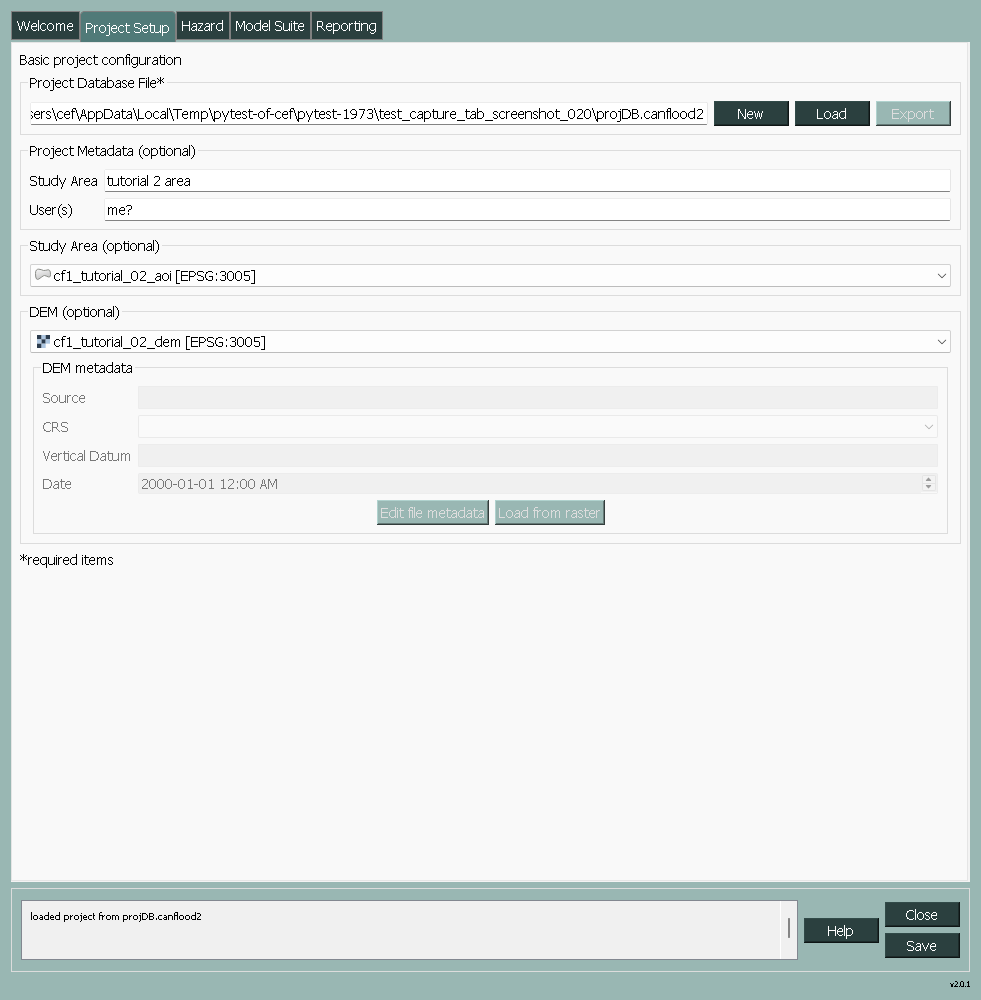 Welcome Project Setup Hazard Model Suite Reporting
Basic project configuration
Project Database File*
sers\cef\AppData\Local\Temp\pytest-of-cef\pytest-1973\test_capture_tab_screenshot_020\projDB.canflood2 New Load Export
Project Metadata (optional)
Study Area tutorial 2 area
User(s) me?
Study Area (optional)
cf1_tutorial_02_aoi [EPSG:3005]
DEM (optional)
cf1_tutorial_02_dem [EPSG:3005]
DEM metadata
Source
CRS
Vertical Datum
Date 2000-01-01 12:00 AM
Edit file metadata Load from raster
*required items
loaded project from projDB.canflood2
Help
Close
Save
v2.0.1